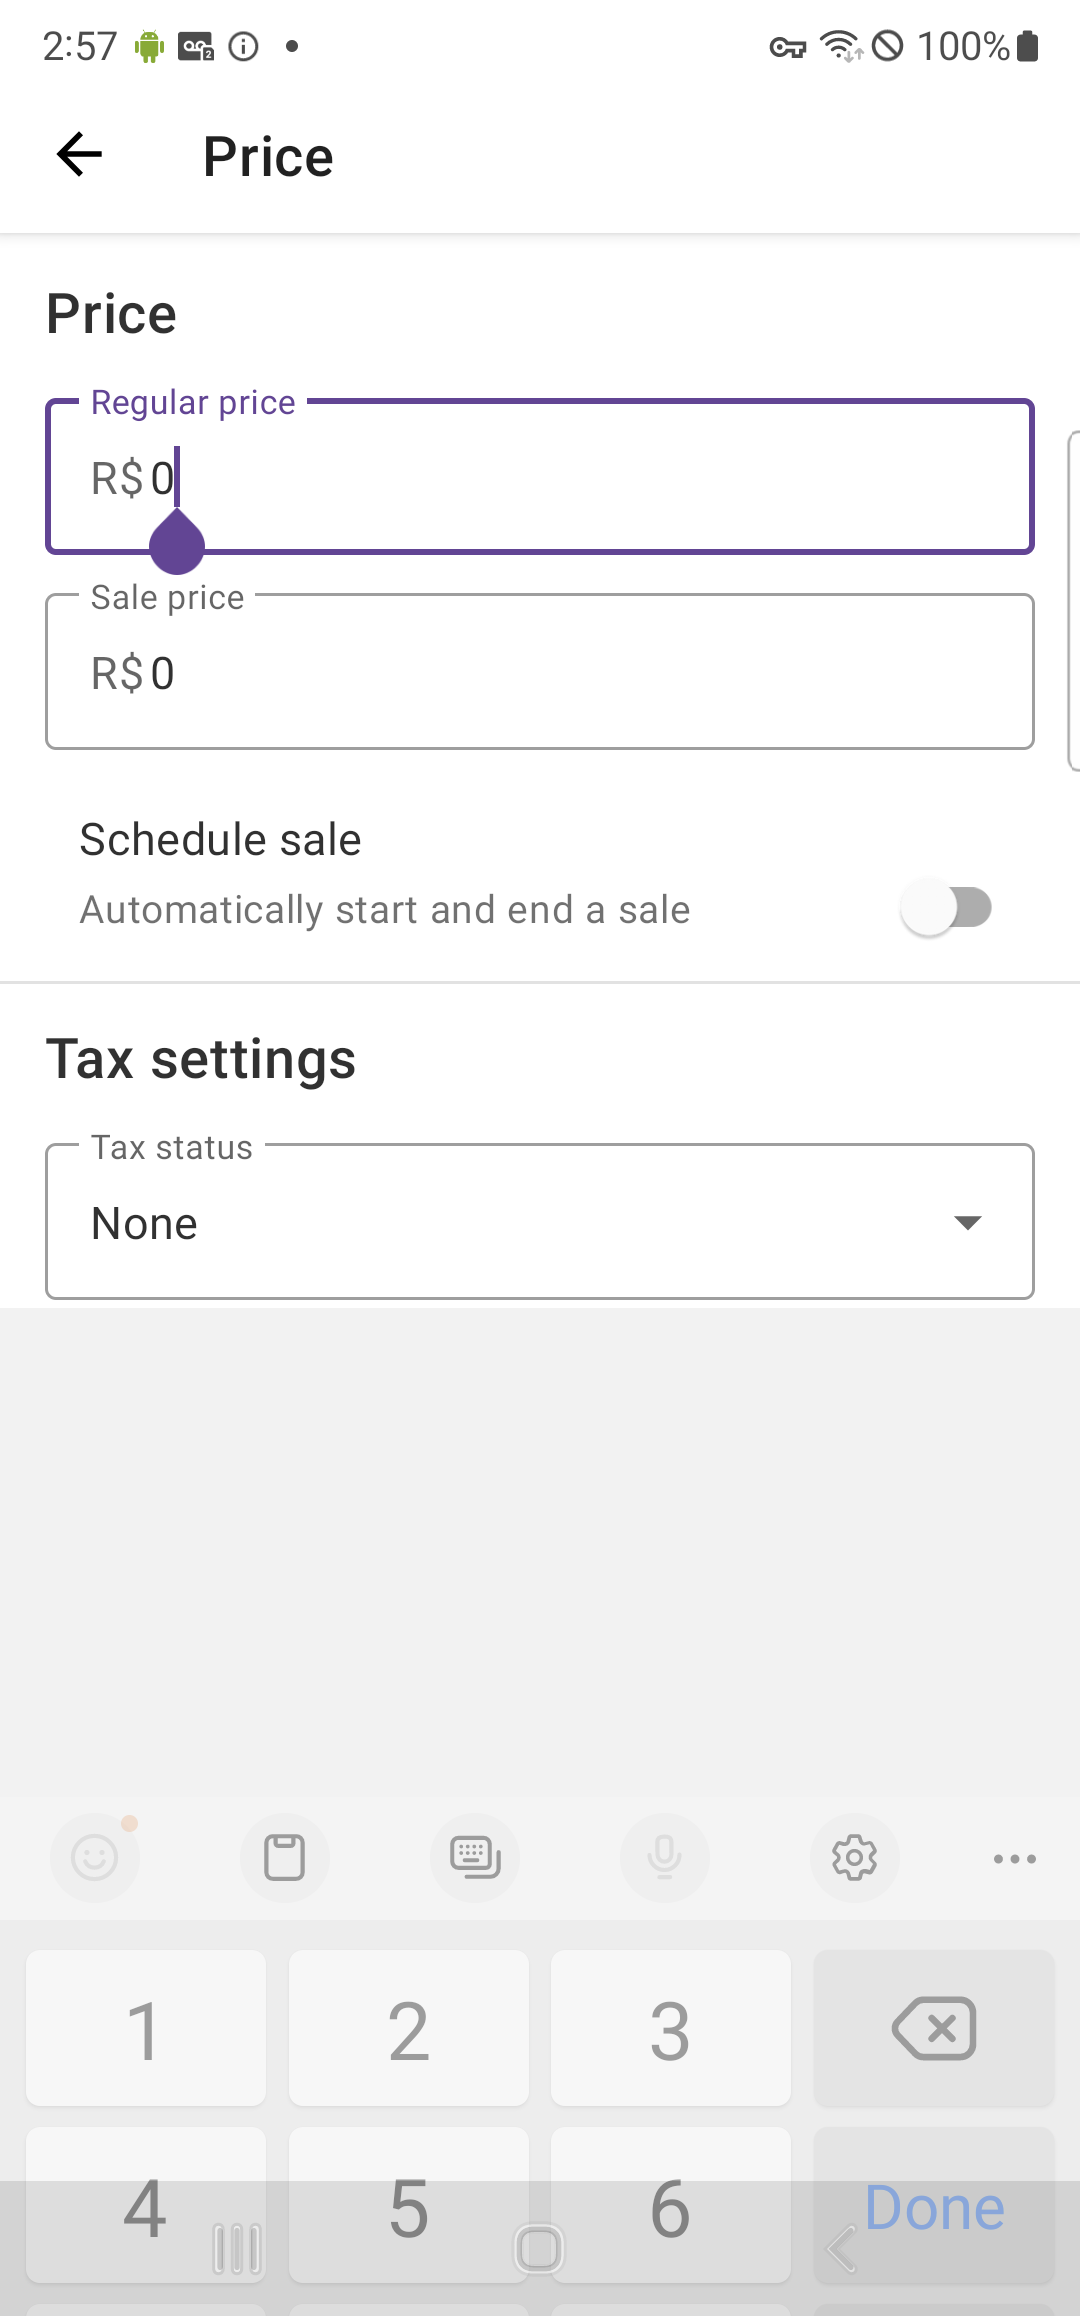 2:57 100%
Price
Price
Regular price
R$ 0
Sale price
R$ 0
Schedule sale
Automatically start and end a sale
Tax settings
Tax status
None
1 2 3
4 5 6 Done